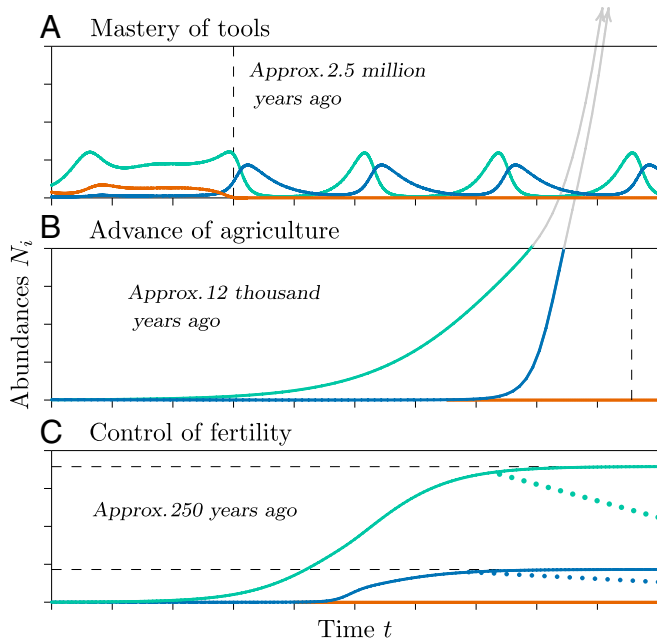 A Mastery of tools
Approx. 2.5 million
years ago
B Advance of agriculture
Approx. 12 thousand
years ago
Abundances N_i
C Control of fertility
Approx. 250 years ago
Time t